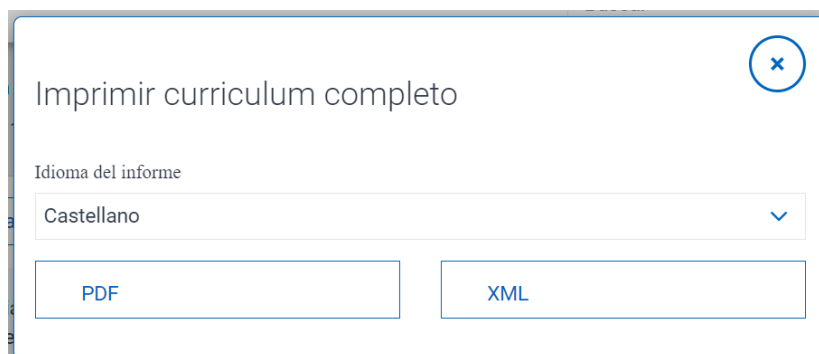 Imprimir curriculum completo
Idioma del informe
Castellano
PDF
XML